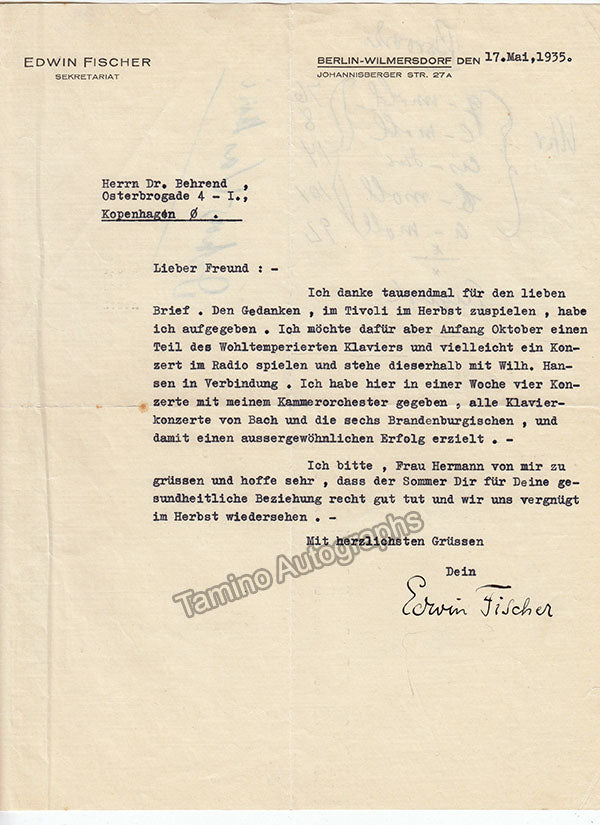 EDWIN FISCHER
SEKRETARIAT
BERLIN-WILMERSDORF DEN 17.Mai,1935.
JOHANNISBERGER STR. 27A
Herrn Dr. Behrend ,
Osterbrogade 4 - I.,
Kopenhagen Ø .
Lieber Freund : -
Ich danke tausendmal für den lieben
Brief . Den Gedanken , im Tivoli im Herbst zuspielen , habe
ich aufgegeben . Ich möchte dafür aber Anfang Oktober einen
Teil des Wohltemperierten Klaviers und vielleicht ein Kon-
zert im Radio spielen und stehe dieserhalb mit Wilh. Han-
sen in Verbindung . Ich habe hier in einer Woche vier Kon-
zerte mit meinem Kammerorchester gegeben , alle Klavier-
konzerte von Bach und die sechs Brandenburgischen , und
damit einen aussergewöhnlichen Erfolg erzielt . -
Ich bitte , Frau Hermann von mir zu
grüssen und hoffe sehr , dass der Sommer Dir für Deine ge-
sundheitliche Beziehung recht gut tut und wir uns vergnügt
im Herbst wiedersehen . -
Mit herzlichsten Grüssen
Dein
Edwin Fischer
Tamino Autographs